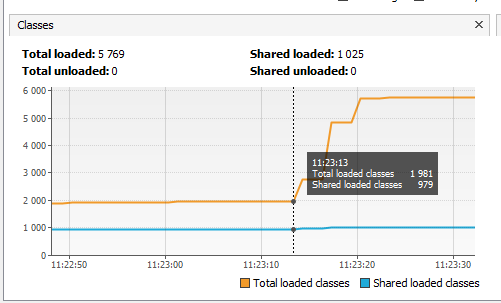 Classes
Total loaded: 5 769 Shared loaded: 1 025
Total unloaded: 0 Shared unloaded: 0
6 000
5 000
4 000
3 000
2 000
1 000
0
11:23:13
Total loaded classes 1 981
Shared loaded classes 979
11:22:50 11:23:00 11:23:10 11:23:20 11:23:30
Total loaded classes Shared loaded classes